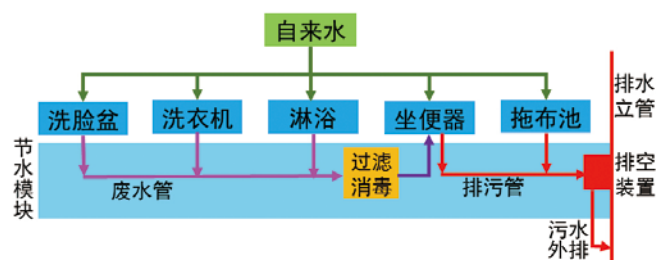 自来水
洗脸盆
洗衣机
淋浴
坐便器
拖布池
排水
立管
节水模块
废水管
过滤
消毒
排污管
排空
装置
污水
外排